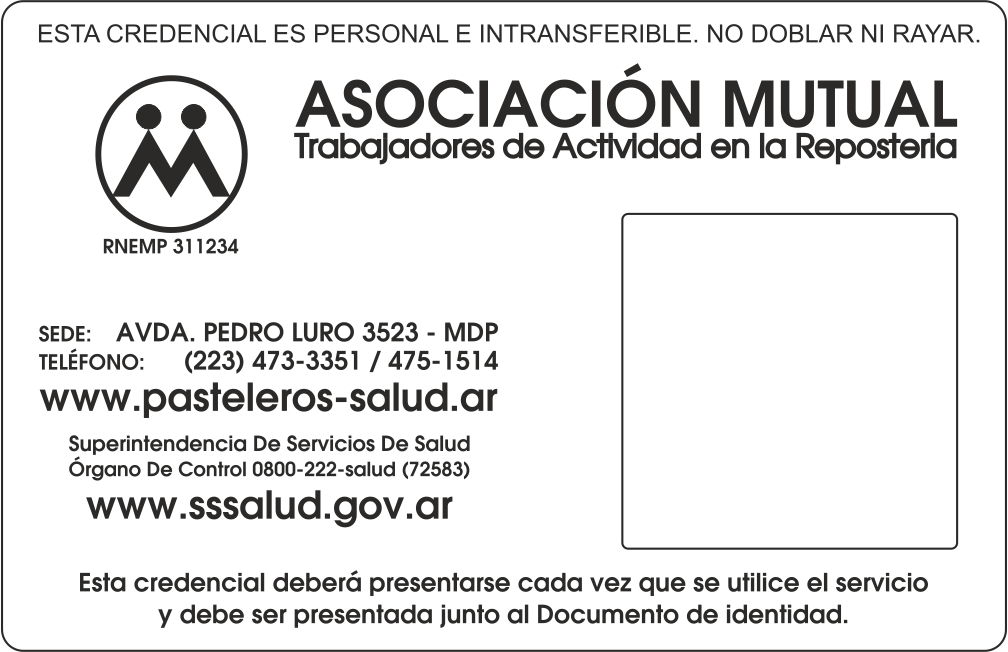 ESTA CREDENCIAL ES PERSONAL E INTRANSFERIBLE. NO DOBLAR NI RAYAR.
ASOCIACIÓN MUTUAL
Trabajadores de Actividad en la Reposteria
RNEMP 311234
SEDE: AVDA. PEDRO LURO 3523 - MDP
TELÉFONO: (223) 473-3351 / 475-1514
www.pasteleros-salud.ar
Superintendencia De Servicios De Salud
Órgano De Control 0800-222-salud (72583)
www.sssalud.gov.ar
Esta credencial deberá presentarse cada vez que se utilice el servicio
y debe ser presentada junto al Documento de identidad.